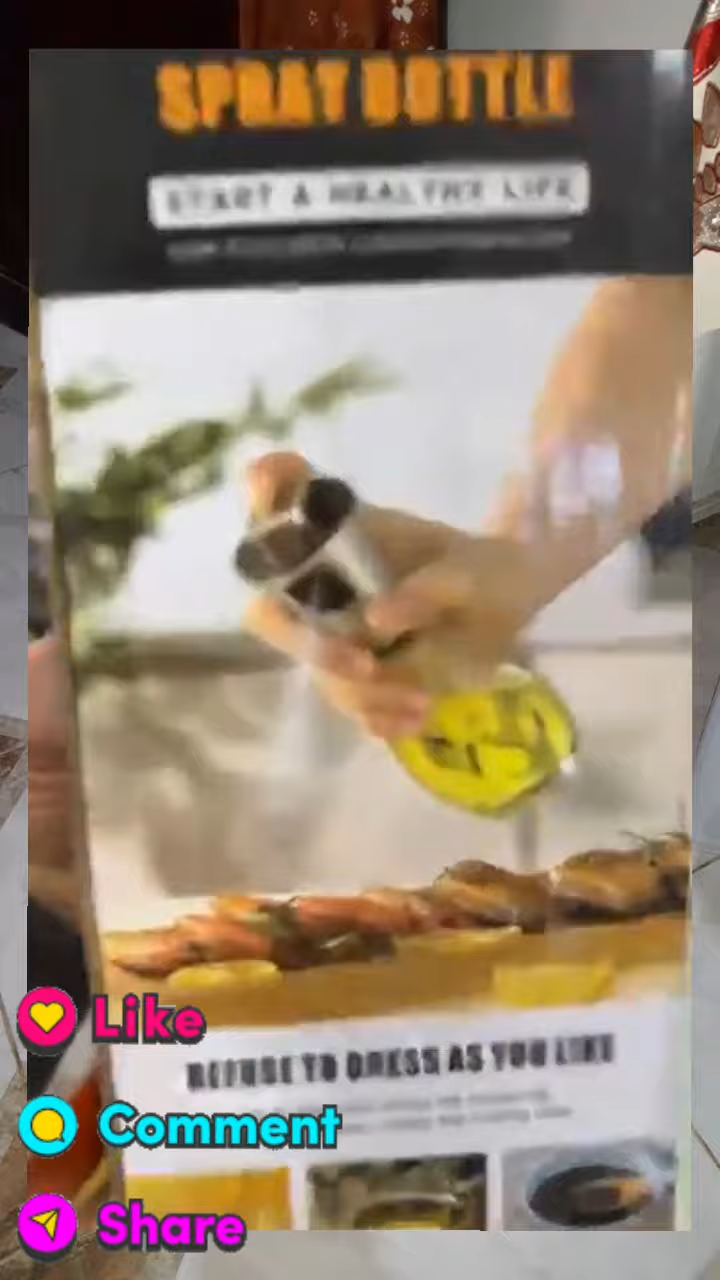 SPRAY BOTTLE
START A HEALTHY LIFE
REFUSE TO DRESS AS YOU LIKE
Like
Comment
Share